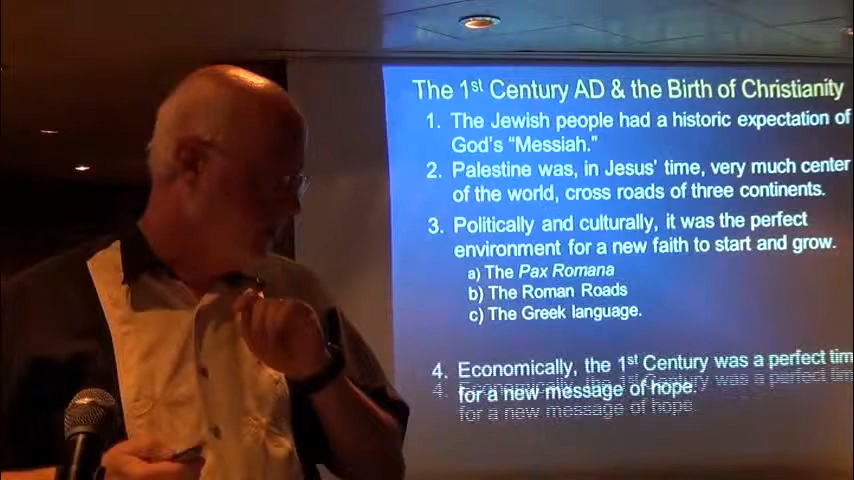 The 1st Century AD & the Birth of Christianity
1. The Jewish people had a historic expectation of
God's "Messiah."
2. Palestine was, in Jesus' time, very much center
of the world, cross roads of three continents.
3. Politically and culturally, it was the perfect
environment for a new faith to start and grow.
a) The Pax Romana
b) The Roman Roads
c) The Greek language.
4. Economically, the 1st Century was a perfect tim
for a new message of hope.